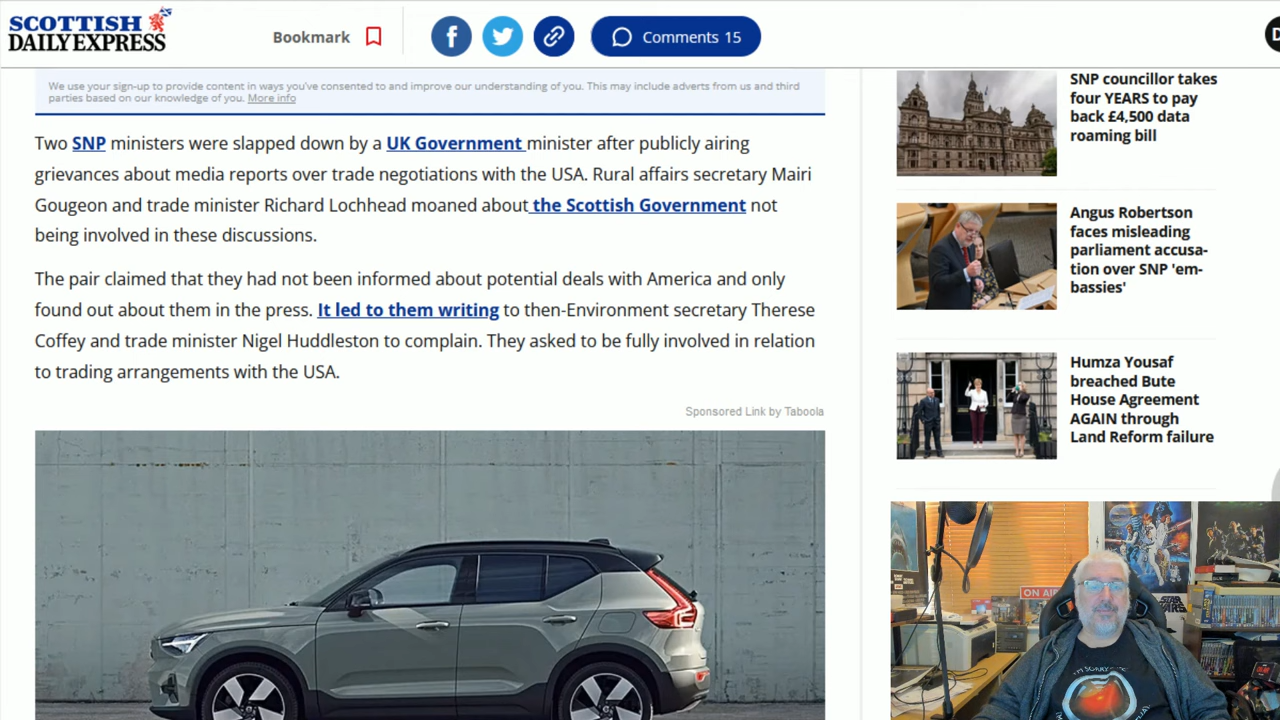 SCOTTISH
DAILY EXPRESS
Bookmark
Comments 15
We use your sign-up to provide content in ways you've consented to and improve our understanding of you. This may include adverts from us and third
parties based on our knowledge of you. More info
Two SNP ministers were slapped down by a UK Government minister after publicly airing
grievances about media reports over trade negotiations with the USA. Rural affairs secretary Mairi
Gougeon and trade minister Richard Lochhead moaned about the Scottish Government not
being involved in these discussions.
The pair claimed that they had not been informed about potential deals with America and only
found out about them in the press. It led to them writing to then-Environment secretary Therese
Coffey and trade minister Nigel Huddleston to complain. They asked to be fully involved in relation
to trading arrangements with the USA.
Sponsored Link by Taboola
SNP councillor takes
four YEARS to pay
back £4,500 data
roaming bill
Angus Robertson
faces misleading
parliament accusa-
tion over SNP 'em-
bassies'
Humza Yousaf
breached Bute
House Agreement
AGAIN through
Land Reform failure
ON AIR
STAR
WARS
I'M SORRY